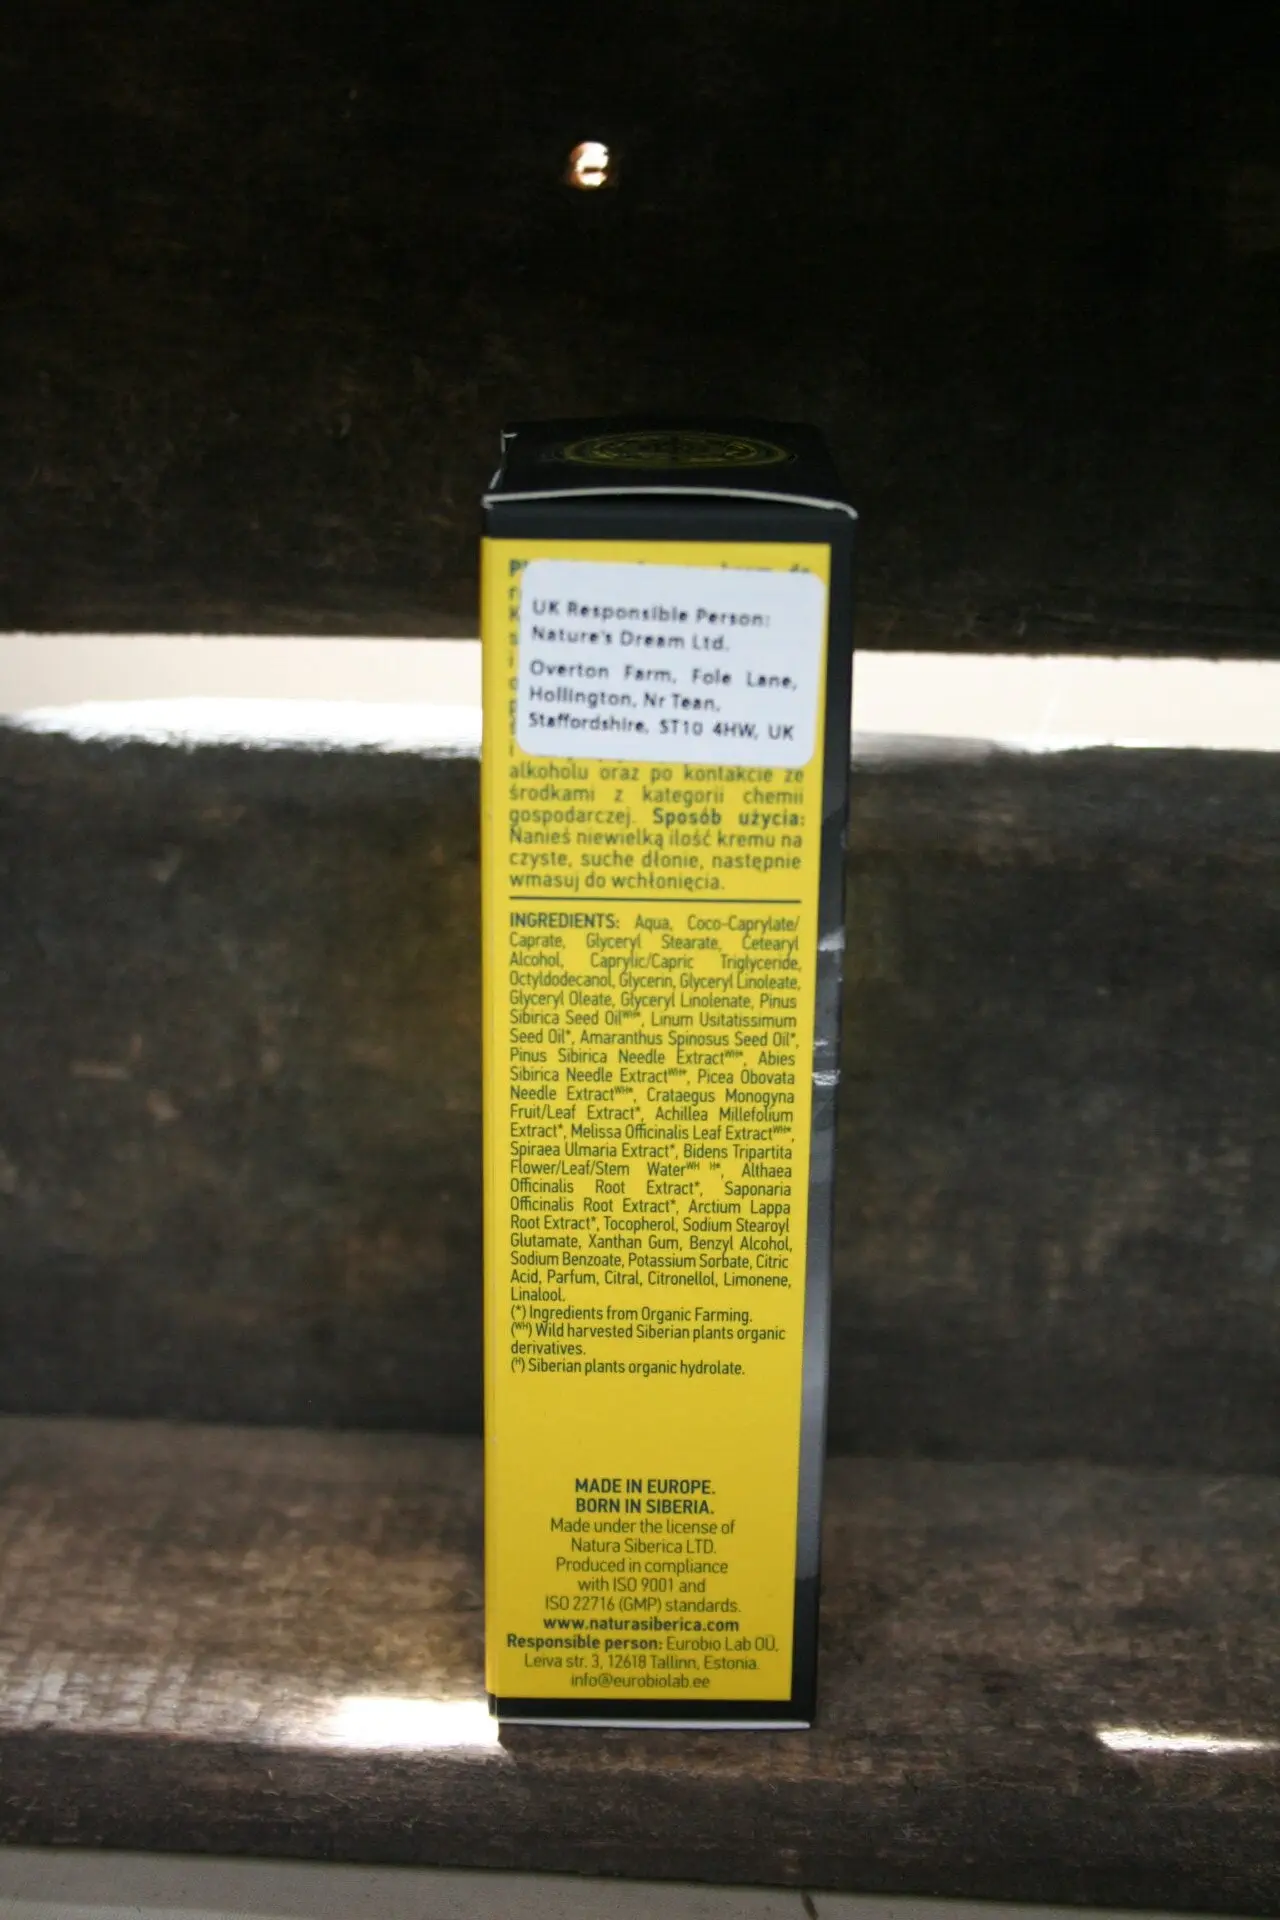 UK Responsible Person:
Nature's Dream Ltd.
Overton Farm, Fole Lane,
Hollington, Nr Tean,
Staffordshire, ST10 4HW, UK
alkoholu oraz po kontakcie ze
środkami z kategorii chemii
gospodarczej. Sposób użycia:
Nanieś niewielką ilość kremu na
czyste, suche dłonie, następnie
wmasuj do wchłonięcia.
INGREDIENTS: Aqua, Coco-Caprylate/
Caprate, Glyceryl Stearate, Cetearyl
Alcohol, Caprylic/Capric Triglyceride,
Octyldodecanol, Glycerin, Glyceryl Linoleate,
Glyceryl Oleate, Glyceryl Linolenate, Pinus
Sibirica Seed Oil(WH)*, Linum Usitatissimum
Seed Oil*, Amaranthus Spinosus Seed Oil*,
Pinus Sibirica Needle Extract(WH)*, Abies
Sibirica Needle Extract(WH)*, Picea Obovata
Needle Extract(WH)*, Crataegus Monogyna
Fruit/Leaf Extract*, Achillea Millefolium
Extract*, Melissa Officinalis Leaf Extract(WH)*,
Spiraea Ulmaria Extract*, Bidens Tripartita
Flower/Leaf/Stem Water WH H*, Althaea
Officinalis Root Extract*, Saponaria
Officinalis Root Extract*, Arctium Lappa
Root Extract*, Tocopherol, Sodium Stearoyl
Glutamate, Xanthan Gum, Benzyl Alcohol,
Sodium Benzoate, Potassium Sorbate, Citric
Acid, Parfum, Citral, Citronellol, Limonene,
Linalool.
(*) Ingredients from Organic Farming.
(WH) Wild harvested Siberian plants organic
derivatives.
(H) Siberian plants organic hydrolate.
MADE IN EUROPE.
BORN IN SIBERIA.
Made under the license of
Natura Siberica LTD.
Produced in compliance
with ISO 9001 and
ISO 22716 (GMP) standards.
www.naturasiberica.com
Responsible person: Eurobio Lab OÜ,
Leiva str. 3, 12618 Tallinn, Estonia.
info@eurobiolab.ee